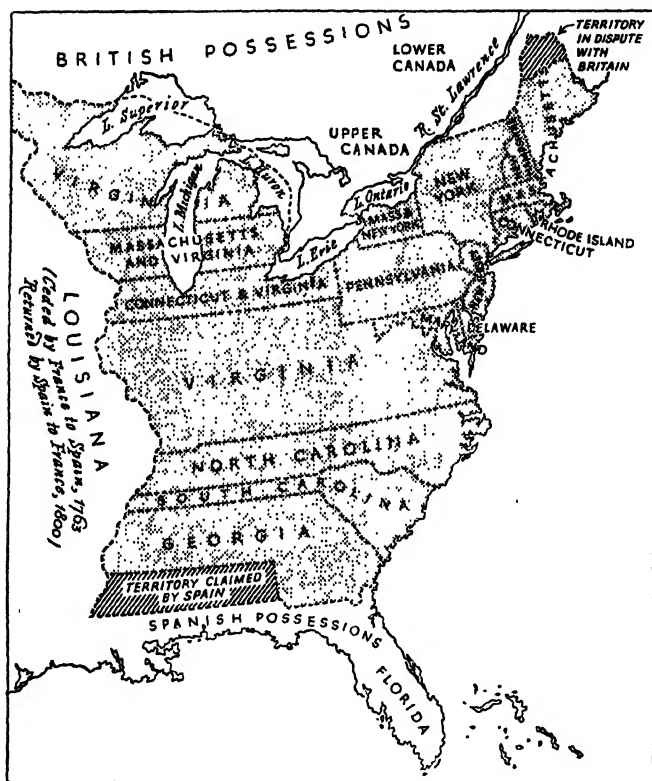 BRITISH POSSESSIONS
LOWER
CANADA
TERRITORY
IN DISPUTE
WITH
BRITAIN
R. St. Lawrence
L. Superior
UPPER
CANADA
L. Huron
L. Michigan
VIRGINIA
L. Ontario
NEW
YORK
MASS
ACHUSETTS
MASS &
NEW YORK
MASSACHUSETTS
AND VIRGINIA
L. Erie
RHODE ISLAND
CONNECTICUT
CONNECTICUT & VIRGINIA
PENNSYLVANIA
DELAWARE
LOUISIANA
(Ceded by France to Spain, 1763
Returned by Spain to France, 1800)
VIRGINIA
NORTH CAROLINA
SOUTH CAROLINA
GEORGIA
TERRITORY CLAIMED
BY SPAIN
SPANISH POSSESSIONS
FLORIDA